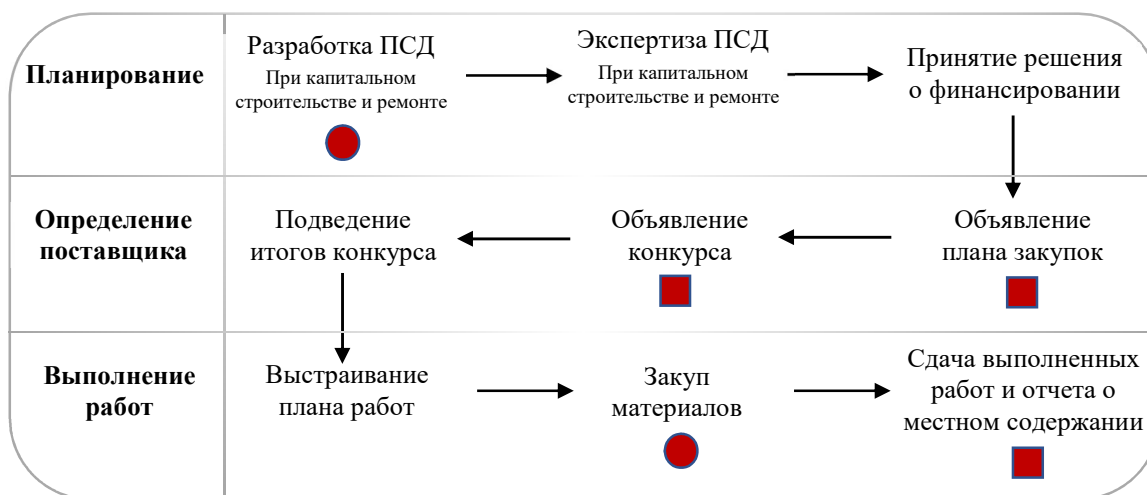 Планирование
Разработка ПСД
При капитальном
строительстве и ремонте
Экспертиза ПСД
При капитальном
строительстве и ремонте
Принятие решения
о финансировании
Определение
поставщика
Подведение
итогов конкурса
Объявление
конкурса
Объявление
плана закупок
Выполнение
работ
Выстраивание
плана работ
Закуп
материалов
Сдача выполненных
работ и отчета о
местном содержании